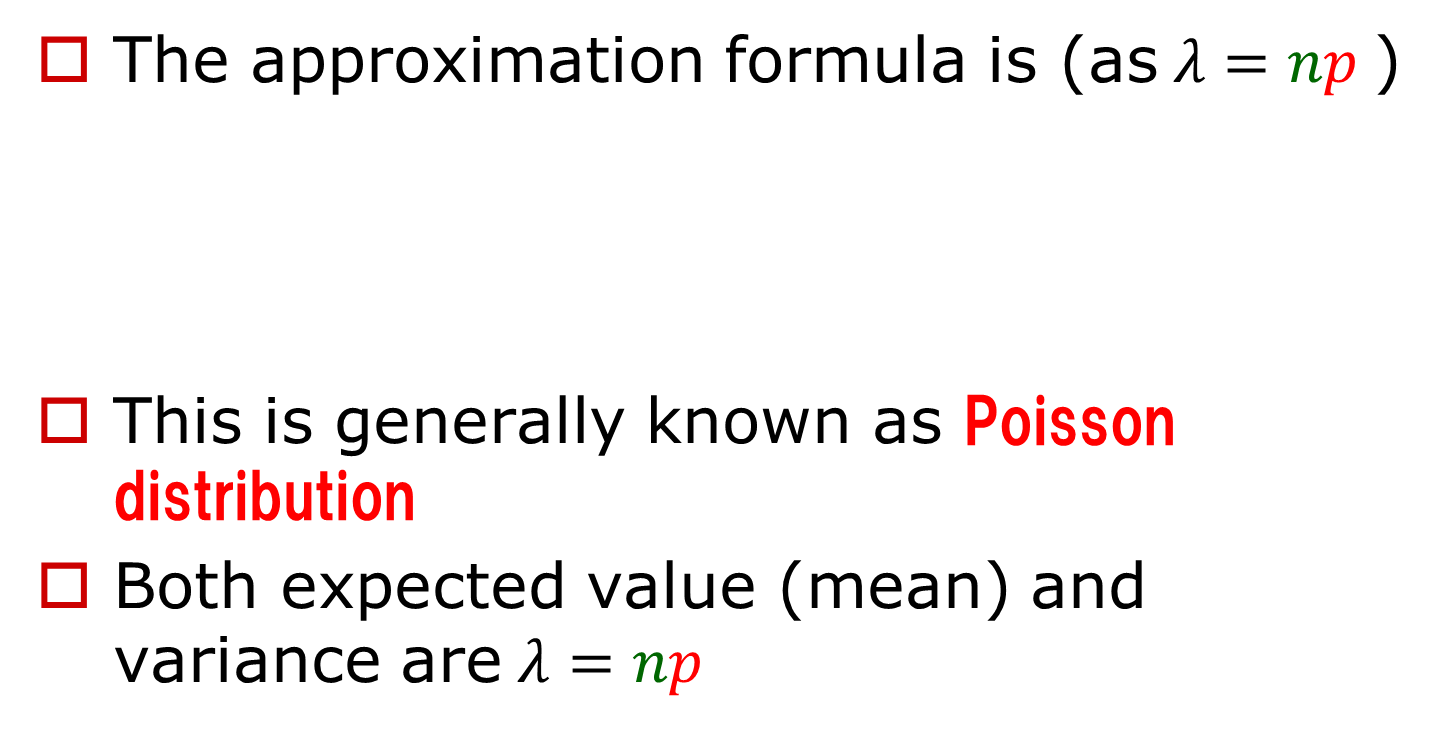 The approximation formula is (as λ = np )
This is generally known as Poisson
distribution
Both expected value (mean) and
variance are λ = np